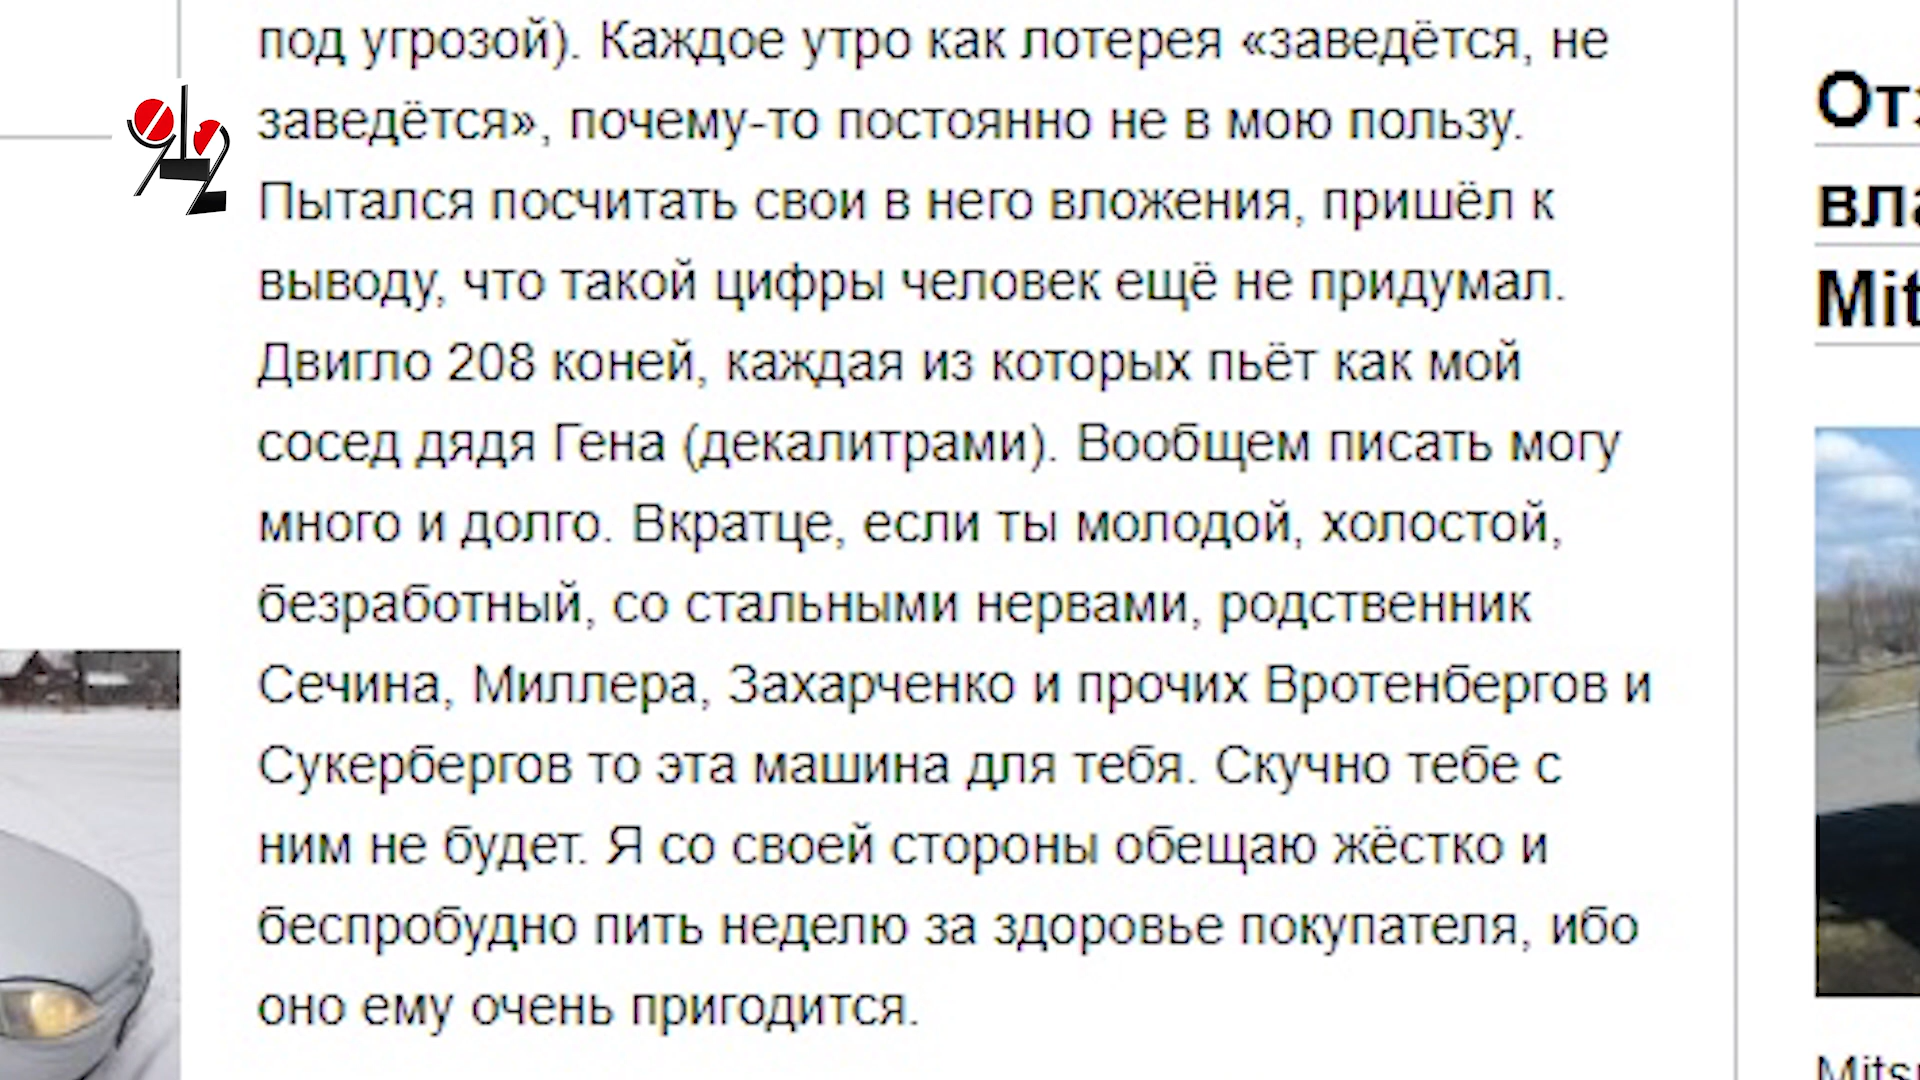 под угрозой). Каждое утро как лотерея «заведётся, не
заведётся», почему-то постоянно не в мою пользу.
Пытался посчитать свои в него вложения, пришёл к
выводу, что такой цифры человек ещё не придумал.
Двигло 208 коней, каждая из которых пьёт как мой
сосед дядя Гена (декалитрами). Вообщем писать могу
много и долго. Вкратце, если ты молодой, холостой,
безработный, со стальными нервами, родственник
Сечина, Миллера, Захарченко и прочих Вротенбергов и
Сукербергов то эта машина для тебя. Скучно тебе с
ним не будет. Я со своей стороны обещаю жёстко и
беспробудно пить неделю за здоровье покупателя, ибо
оно ему очень пригодится.